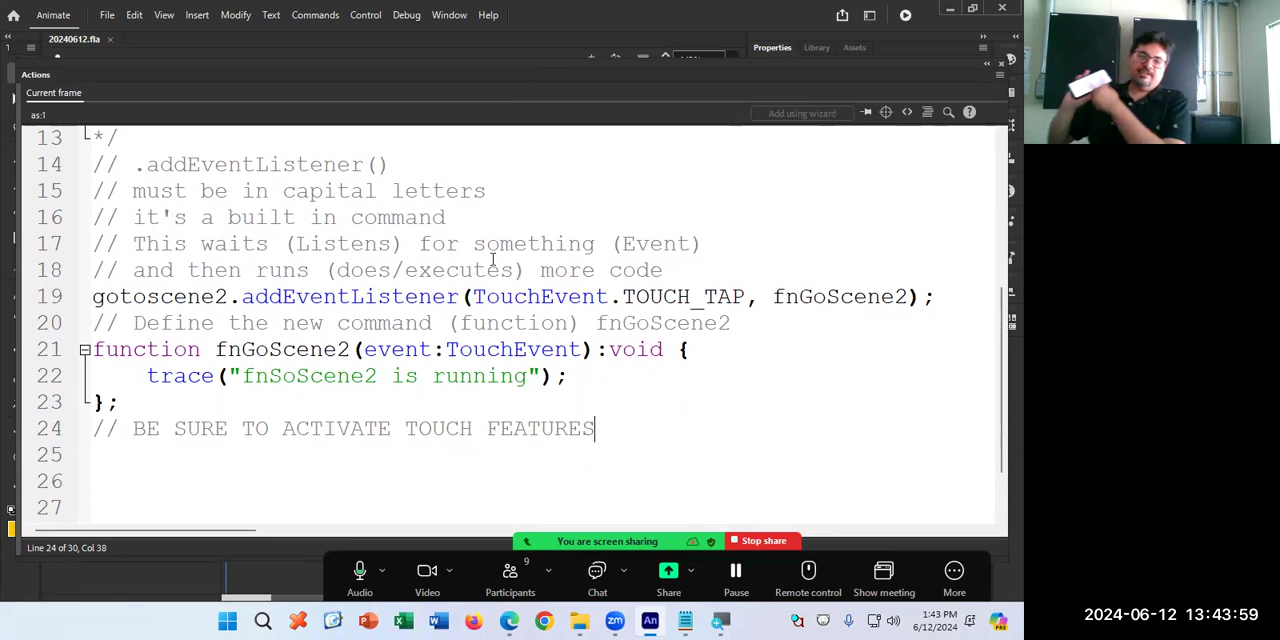 Animate File Edit View Insert Modify Text Commands Control Debug Window Help
20240612.fla ×
Properties Library Assets
Actions
Current frame
as:1
Add using wizard
13 */
14 // .addEventListener()
15 // must be in capital letters
16 // it's a built in command
17 // This waits (Listens) for something (Event)
18 // and then runs (does/executes) more code
19 gotoscene2.addEventListener(TouchEvent.TOUCH_TAP, fnGoScene2);
20 // Define the new command (function) fnGoScene2
21 function fnGoScene2(event:TouchEvent):void {
22 trace("fnSoScene2 is running");
23 };
24 // BE SURE TO ACTIVATE TOUCH FEATURES
25
26
27
You are screen sharing Stop share
Line 24 of 30, Col 38
9
Audio Video Participants Chat Share Pause Remote control Show meeting More
1:43 PM
6/12/2024
2024-06-12 13:43:59